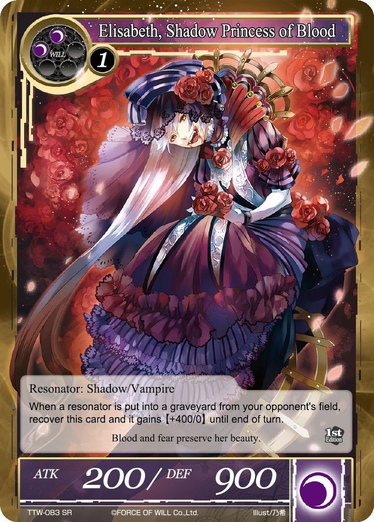 Elisabeth, Shadow Princess of Blood
WILL
1
Resonator: Shadow/Vampire
When a resonator is put into a graveyard from your opponent's field,
recover this card and it gains 【+400/0】 until end of turn.
1st
Edition
Blood and fear preserve her beauty.
ATK 200/ DEF 900
TTW-083 SR ©FORCE OF WILL Co.,Ltd. Illust/乃希